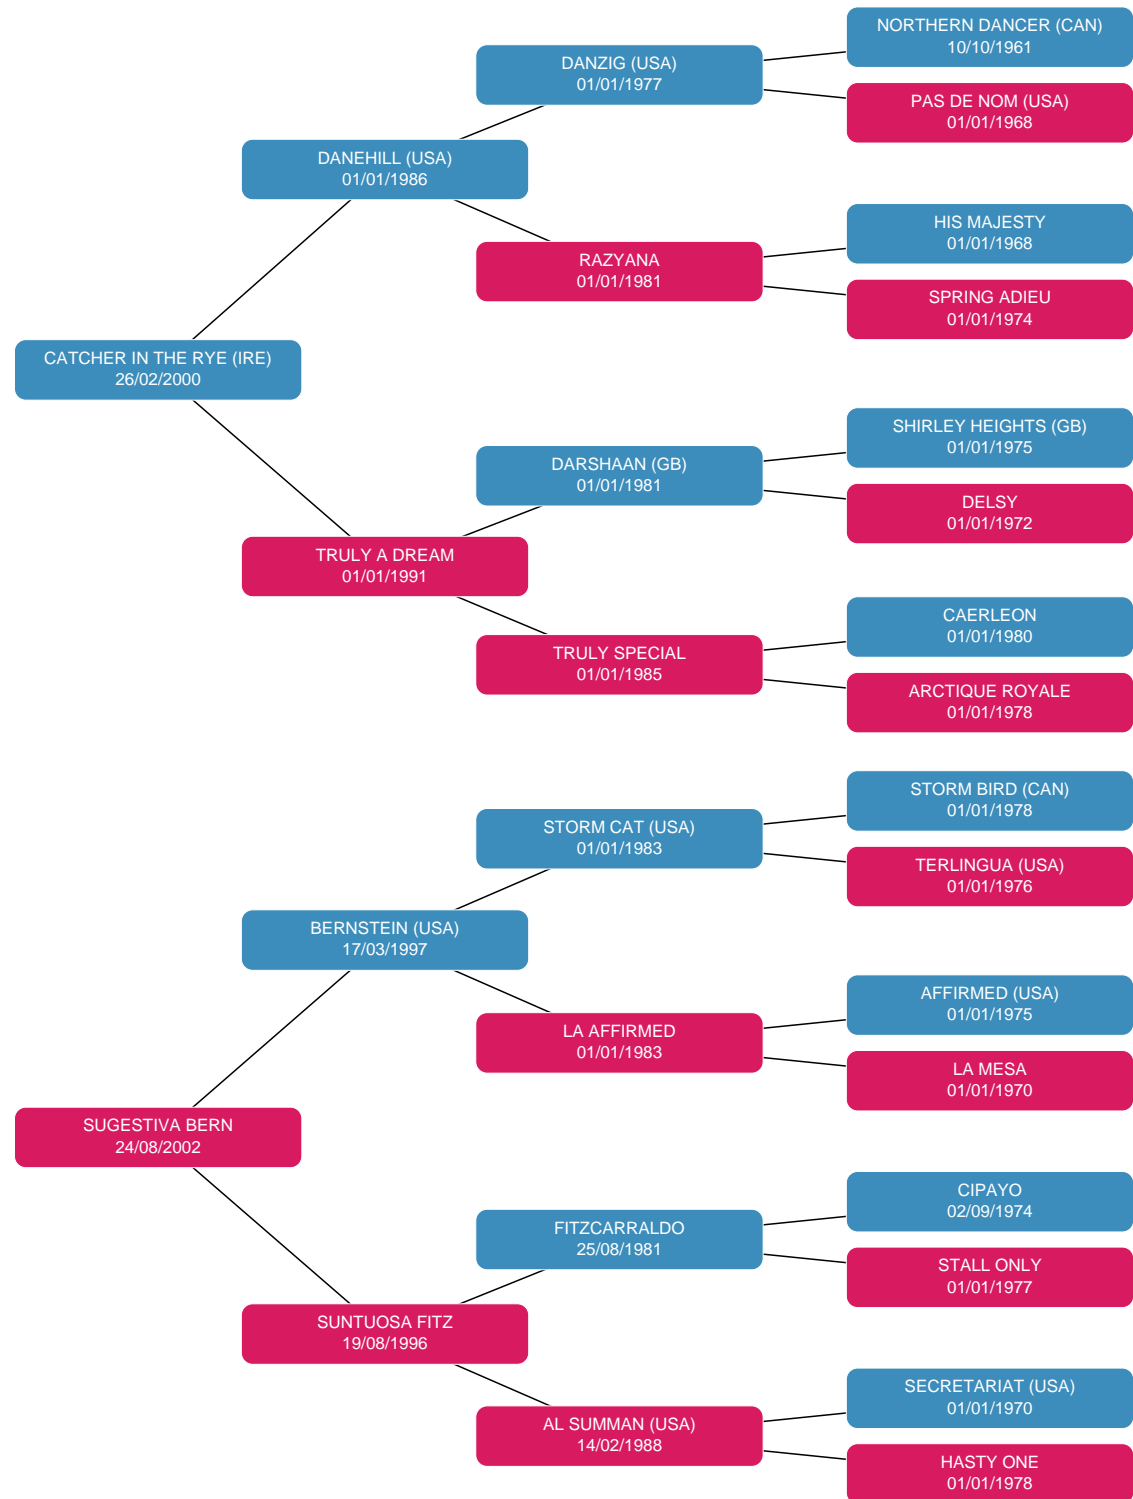 NORTHERN DANCER (CAN)
10/10/1961
DANZIG (USA)
01/01/1977
PAS DE NOM (USA)
01/01/1968
DANEHILL (USA)
01/01/1986
HIS MAJESTY
01/01/1968
RAZYANA
01/01/1981
SPRING ADIEU
01/01/1974
CATCHER IN THE RYE (IRE)
26/02/2000
SHIRLEY HEIGHTS (GB)
01/01/1975
DARSHAAN (GB)
01/01/1981
DELSY
01/01/1972
TRULY A DREAM
01/01/1991
CAERLEON
01/01/1980
TRULY SPECIAL
01/01/1985
ARCTIQUE ROYALE
01/01/1978
STORM BIRD (CAN)
01/01/1978
STORM CAT (USA)
01/01/1983
TERLINGUA (USA)
01/01/1976
BERNSTEIN (USA)
17/03/1997
AFFIRMED (USA)
01/01/1975
LA AFFIRMED
01/01/1983
LA MESA
01/01/1970
SUGESTIVA BERN
24/08/2002
CIPAYO
02/09/1974
FITZCARRALDO
25/08/1981
STALL ONLY
01/01/1977
SUNTUOSA FITZ
19/08/1996
SECRETARIAT (USA)
01/01/1970
AL SUMMAN (USA)
14/02/1988
HASTY ONE
01/01/1978